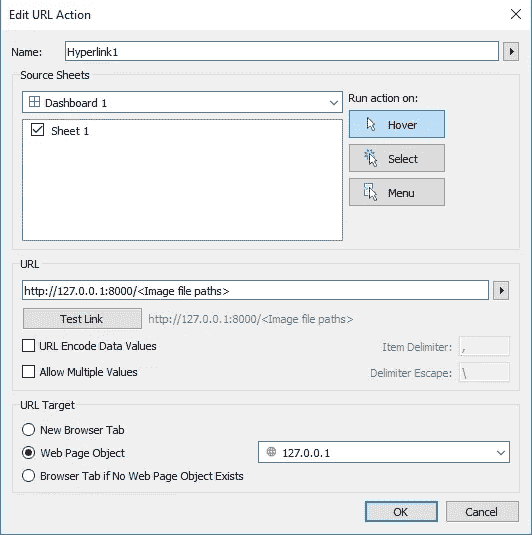 Edit URL Action
Name: Hyperlink1
Source Sheets
Dashboard 1
Run action on:
Sheet 1
Hover
Select
Menu
URL
http://127.0.0.1:8000/<Image file paths>
Test Link http://127.0.0.1:8000/<Image file paths>
URL Encode Data Values Item Delimiter: ,
Allow Multiple Values Delimiter Escape: \
URL Target
New Browser Tab
Web Page Object 127.0.0.1
Browser Tab if No Web Page Object Exists
OK Cancel